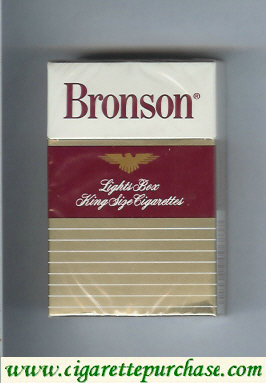 Bronson®
Lights Box
King Size Cigarettes
www.cigarettepurchase.com